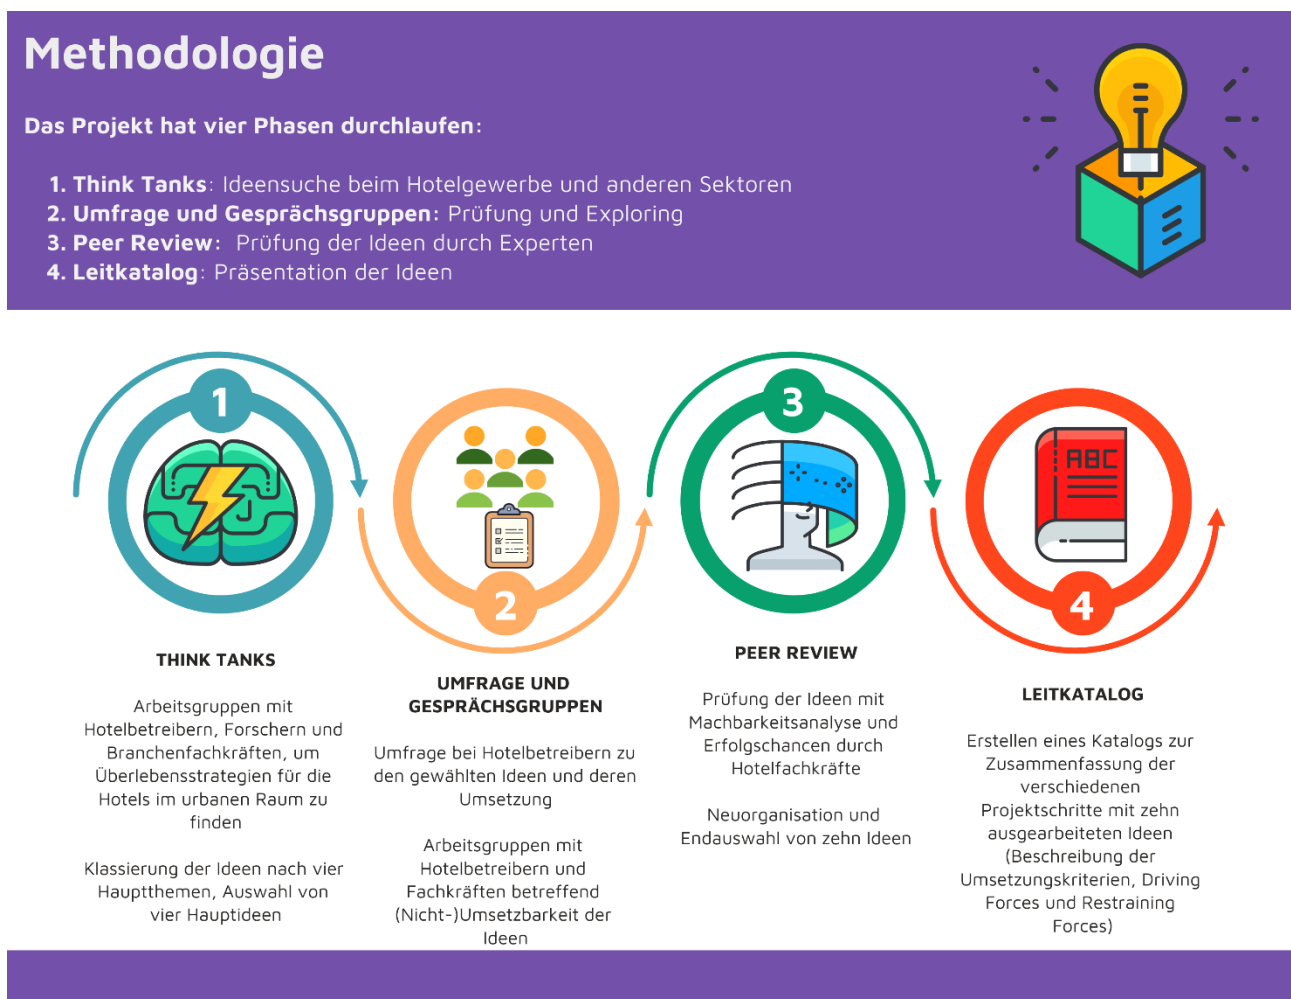 Methodologie
Das Projekt hat vier Phasen durchlaufen:
1. Think Tanks: Ideensuche beim Hotelgewerbe und anderen Sektoren
2. Umfrage und Gesprächsgruppen: Prüfung und Exploring
3. Peer Review: Prüfung der Ideen durch Experten
4. Leitkatalog: Präsentation der Ideen
1
THINK TANKS
Arbeitsgruppen mit
Hotelbetreibern, Forschern und
Branchenfachkräften, um
Überlebensstrategien für die
Hotels im urbanen Raum zu
finden
Klassierung der Ideen nach vier
Hauptthemen, Auswahl von
vier Hauptideen
2
UMFRAGE UND
GESPRÄCHSGRUPPEN
Umfrage bei Hotelbetreibern zu
den gewählten Ideen und deren
Umsetzung
Arbeitsgruppen mit
Hotelbetreibern und
Fachkräften betreffend
(Nicht-)Umsetzbarkeit der
Ideen
3
PEER REVIEW
Prüfung der Ideen mit
Machbarkeitsanalyse und
Erfolgschancen durch
Hotelfachkräfte
Neuorganisation und
Endauswahl von zehn Ideen
ABC
4
LEITKATALOG
Erstellen eines Katalogs zur
Zusammenfassung der
verschiedenen
Projektschritte mit zehn
ausgearbeiteten Ideen
(Beschreibung der
Umsetzungskriterien, Driving
Forces und Restraining
Forces)